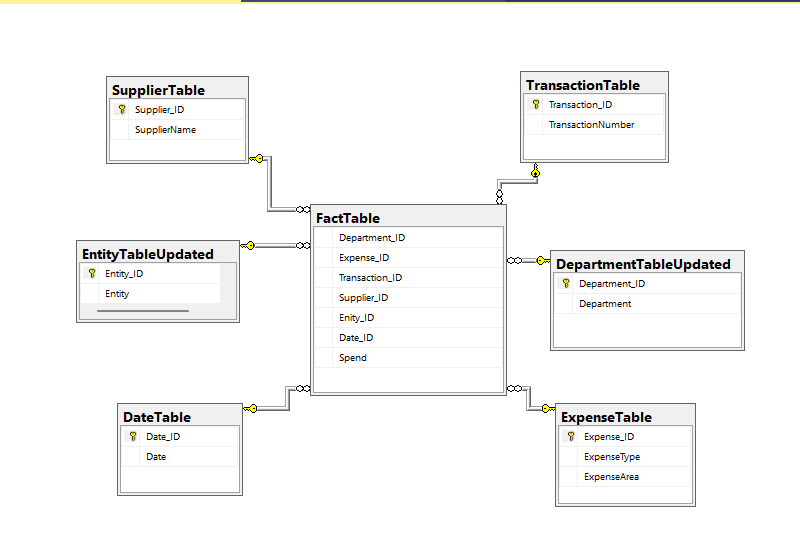 SupplierTable
Supplier_ID
SupplierName
TransactionTable
Transaction_ID
TransactionNumber
FactTable
Department_ID
Expense_ID
Transaction_ID
Supplier_ID
Enity_ID
Date_ID
Spend
EntityTableUpdated
Entity_ID
Entity
DepartmentTableUpdated
Department_ID
Department
DateTable
Date_ID
Date
ExpenseTable
Expense_ID
ExpenseType
ExpenseArea